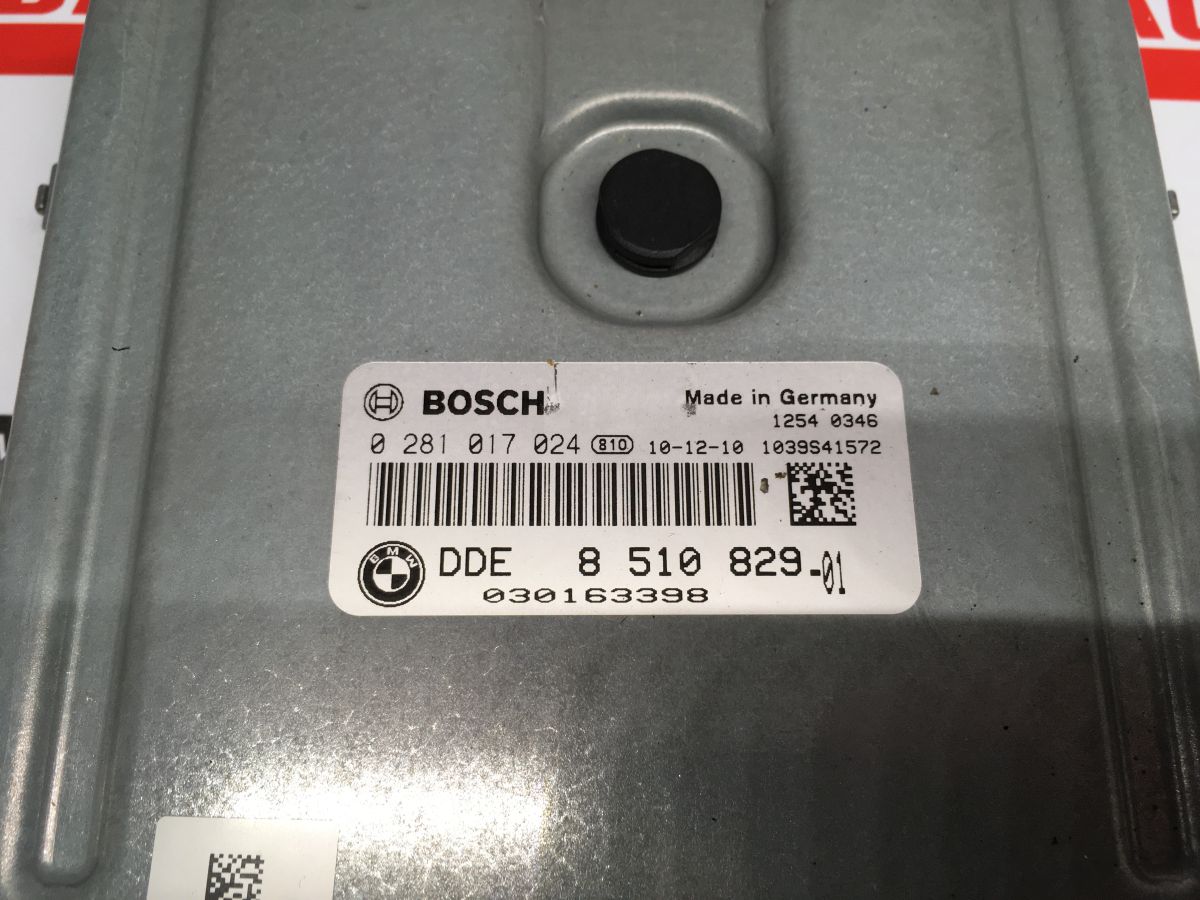 BOSCH Made in Germany
1254 0346
0 281 017 024 810 10-12-10 1039S41572
BMW DDE 8 510 829-01
030163398